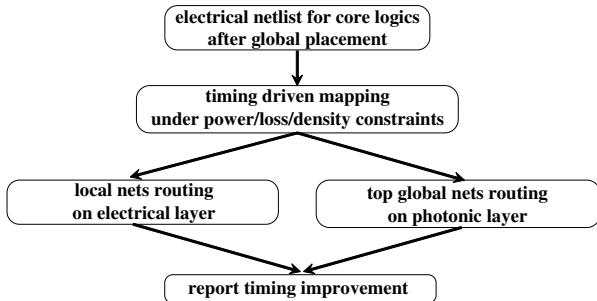 electrical netlist for core logics
after global placement
timing driven mapping
under power/loss/density constraints
local nets routing
on electrical layer
top global nets routing
on photonic layer
report timing improvement